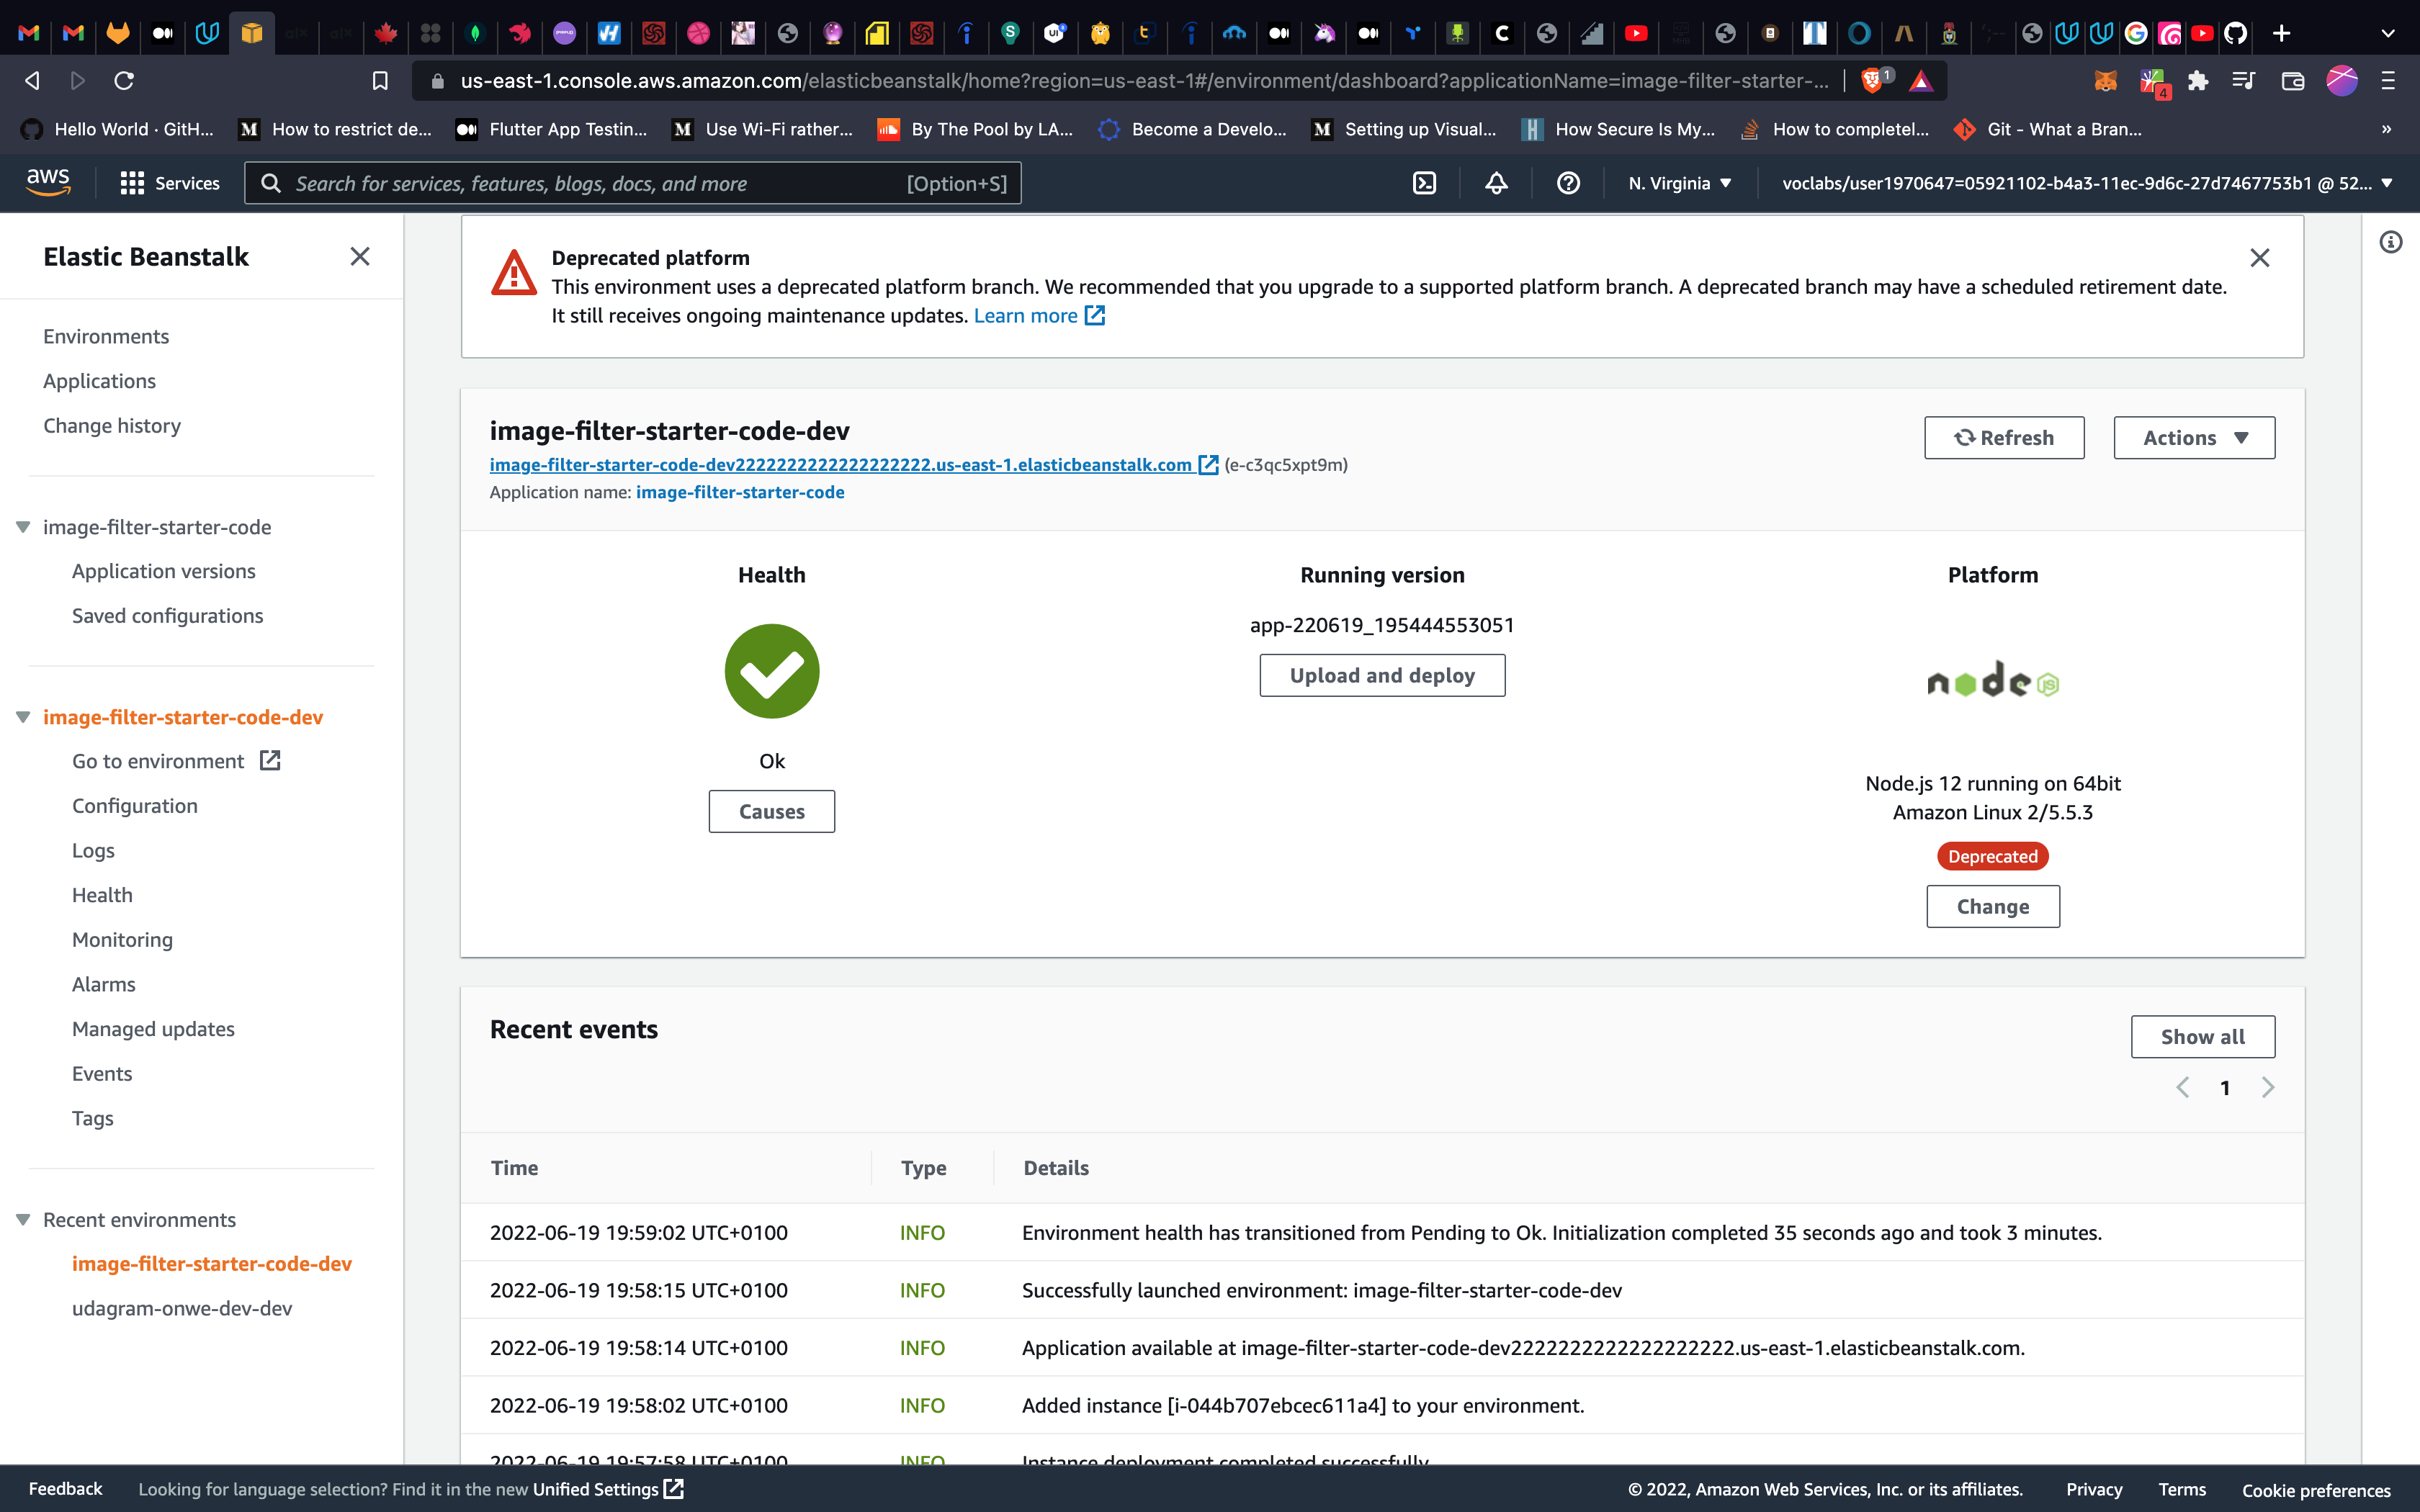 us-east-1.console.aws.amazon.com/elasticbeanstalk/home?region=us-east-1#/environment/dashboard?applicationName=image-filter-starter-...
1
4
Hello World · GitH...
How to restrict de...
Flutter App Testin...
Use Wi-Fi rather...
By The Pool by LA...
Become a Develo...
Setting up Visual...
How Secure Is My...
How to completel...
Git - What a Bran...
»
aws
Services
Search for services, features, blogs, docs, and more [Option+S]
N. Virginia
voclabs/user1970647=05921102-b4a3-11ec-9d6c-27d7467753b1 @ 52...
Elastic Beanstalk
Environments
Applications
Change history
image-filter-starter-code
Application versions
Saved configurations
image-filter-starter-code-dev
Go to environment
Configuration
Logs
Health
Monitoring
Alarms
Managed updates
Events
Tags
Recent environments
image-filter-starter-code-dev
udagram-onwe-dev-dev
Deprecated platform
This environment uses a deprecated platform branch. We recommended that you upgrade to a supported platform branch. A deprecated branch may have a scheduled retirement date.
It still receives ongoing maintenance updates. Learn more
image-filter-starter-code-dev
image-filter-starter-code-dev2222222222222222222.us-east-1.elasticbeanstalk.com (e-c3qc5xpt9m)
Application name: image-filter-starter-code
Refresh
Actions
Health
Ok
Causes
Running version
app-220619_195444553051
Upload and deploy
Platform
node JS
Node.js 12 running on 64bit
Amazon Linux 2/5.5.3
Deprecated
Change
Recent events
Show all
1
Time Type Details
2022-06-19 19:59:02 UTC+0100 INFO Environment health has transitioned from Pending to Ok. Initialization completed 35 seconds ago and took 3 minutes.
2022-06-19 19:58:15 UTC+0100 INFO Successfully launched environment: image-filter-starter-code-dev
2022-06-19 19:58:14 UTC+0100 INFO Application available at image-filter-starter-code-dev2222222222222222222.us-east-1.elasticbeanstalk.com.
2022-06-19 19:58:02 UTC+0100 INFO Added instance [i-044b707ebcec611a4] to your environment.
2022-06-19 19:57:58 UTC+0100 INFO Instance deployment completed successfully.
Feedback
Looking for language selection? Find it in the new Unified Settings
© 2022, Amazon Web Services, Inc. or its affiliates.
Privacy
Terms
Cookie preferences